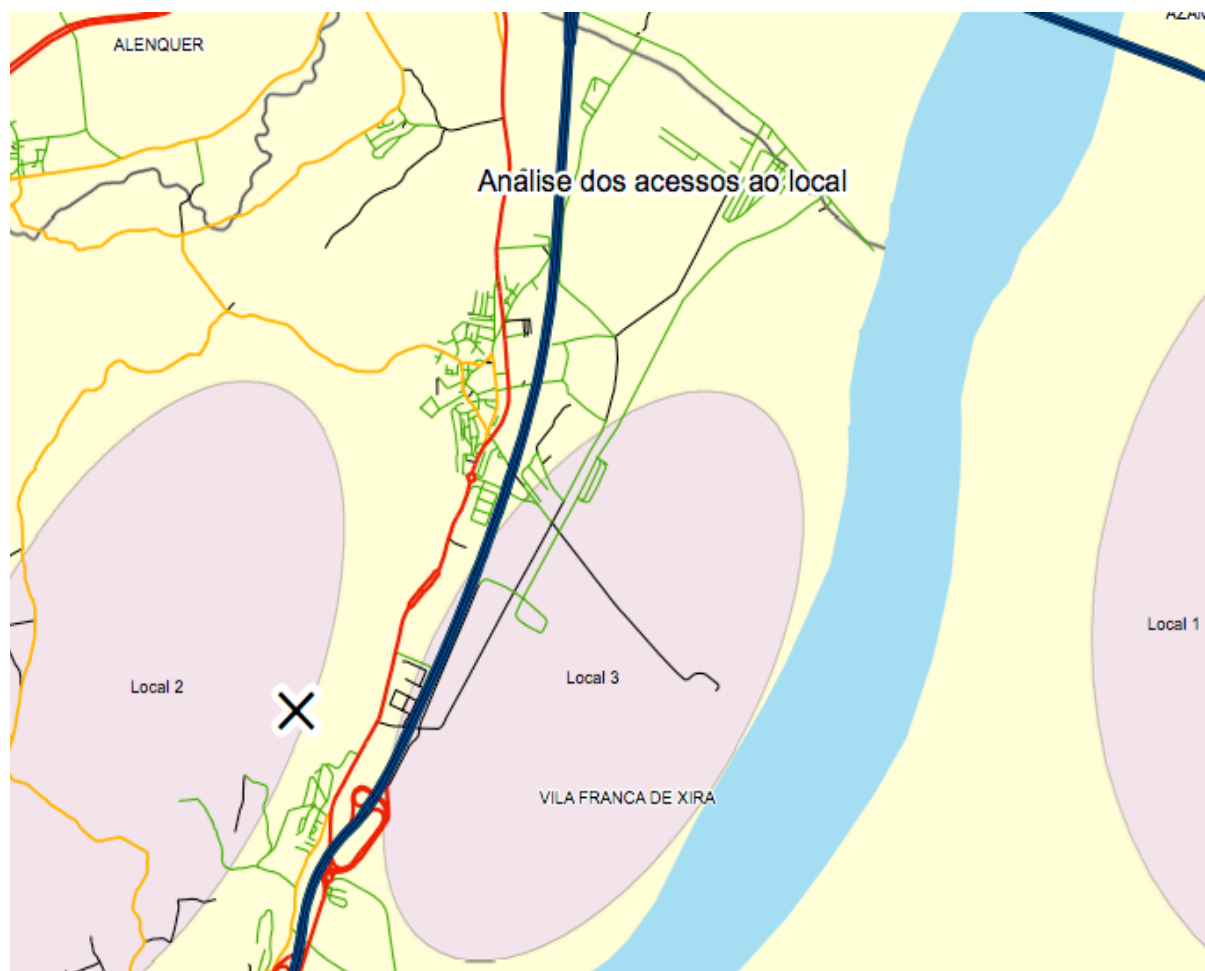 ALENQUER
Análise dos acessos ao local
Local 1
Local 2
Local 3
VILA FRANCA DE XIRA